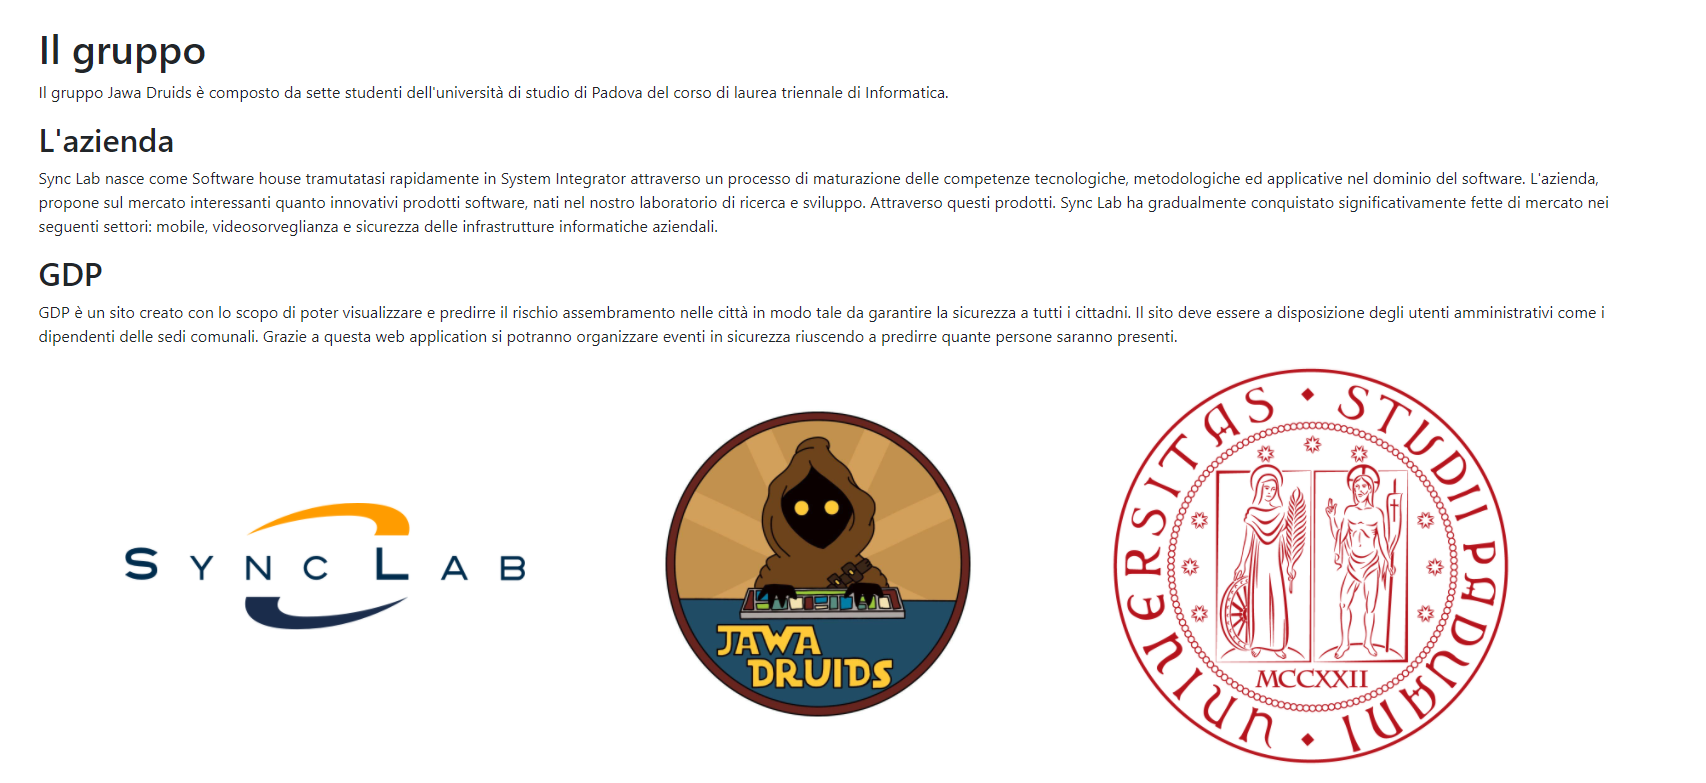 Il gruppo
Il gruppo Jawa Druids è composto da sette studenti dell'università di studio di Padova del corso di laurea triennale di Informatica.
L'azienda
Sync Lab nasce come Software house tramutatasi rapidamente in System Integrator attraverso un processo di maturazione delle competenze tecnologiche, metodologiche ed applicative nel dominio del software. L'azienda,
propone sul mercato interessanti quanto innovativi prodotti software, nati nel nostro laboratorio di ricerca e sviluppo. Attraverso questi prodotti. Sync Lab ha gradualmente conquistato significativamente fette di mercato nei
seguenti settori: mobile, videosorveglianza e sicurezza delle infrastrutture informatiche aziendali.
GDP
GDP è un sito creato con lo scopo di poter visualizzare e predirre il rischio assembramento nelle città in modo tale da garantire la sicurezza a tutti i cittadni. Il sito deve essere a disposizione degli utenti amministrativi come i
dipendenti delle sedi comunali. Grazie a questa web application si potranno organizzare eventi in sicurezza riuscendo a predirre quante persone saranno presenti.
SYNC LAB
JAWA
DRUIDS
UNIVERSITAS · STUDII PADUANI ·
MCCXXII